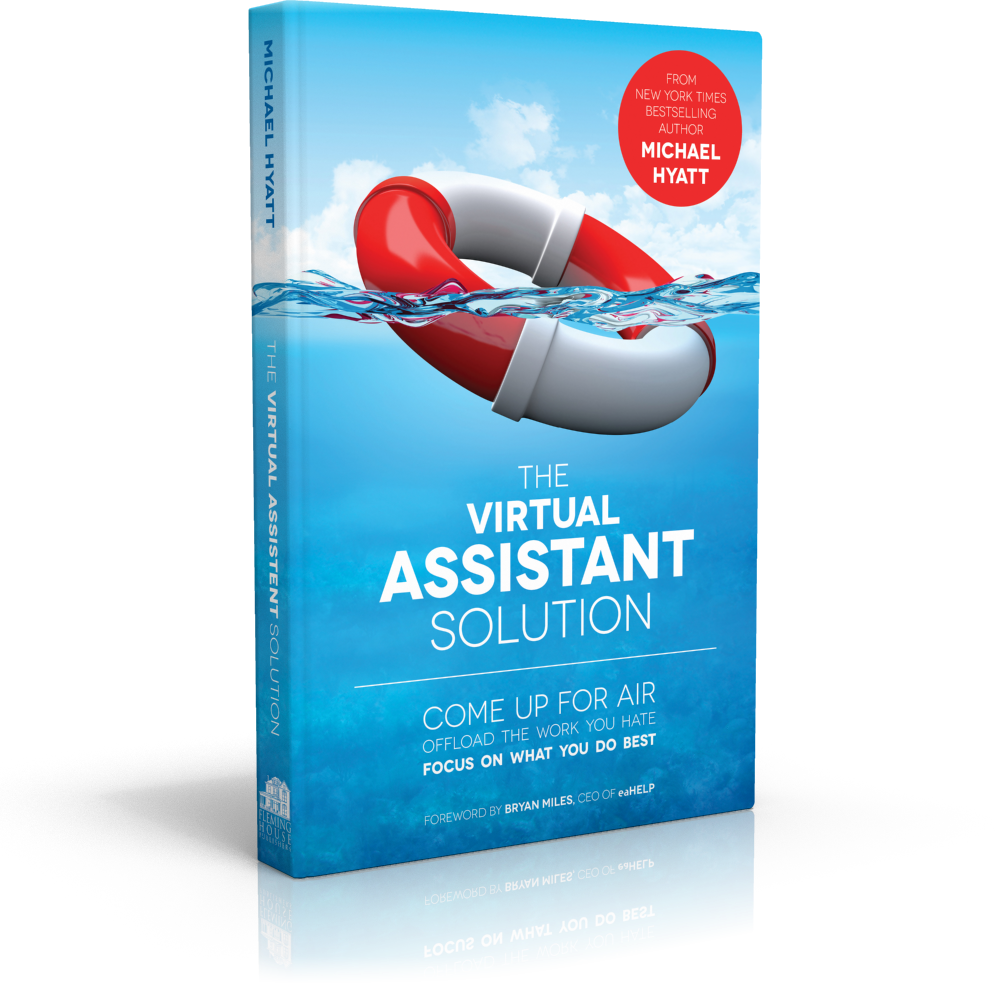 MICHAEL HYATT
THE VIRTUAL ASSISTENT SOLUTION
FLEMING
HOUSE
FROM
NEW YORK TIMES
BESTSELLING
AUTHOR
MICHAEL
HYATT
THE
VIRTUAL
ASSISTANT
SOLUTION
COME UP FOR AIR
OFFLOAD THE WORK YOU HATE
FOCUS ON WHAT YOU DO BEST
FOREWORD BY BRYAN MILES, CEO OF eaHELP